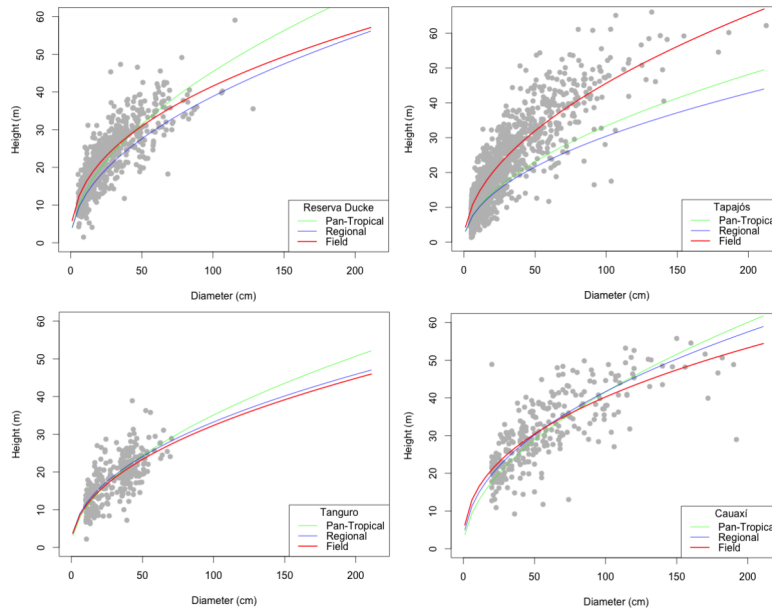 60
50
40
30
20
10
0
Height (m)
Reserva Ducke
Pan-Tropical
Regional
Field
0 50 100 150 200
Diameter (cm)
60
50
40
30
20
10
0
Height (m)
Tapajós
Pan-Tropica
Regional
Field
0 50 100 150 200
Diameter (cm)
60
50
40
30
20
10
0
Height (m)
Tanguro
Pan-Tropical
Regional
Field
0 50 100 150 200
Diameter (cm)
60
50
40
30
20
10
0
Height (m)
Cauaxí
Pan-Tropica
Regional
Field
0 50 100 150 200
Diameter (cm)